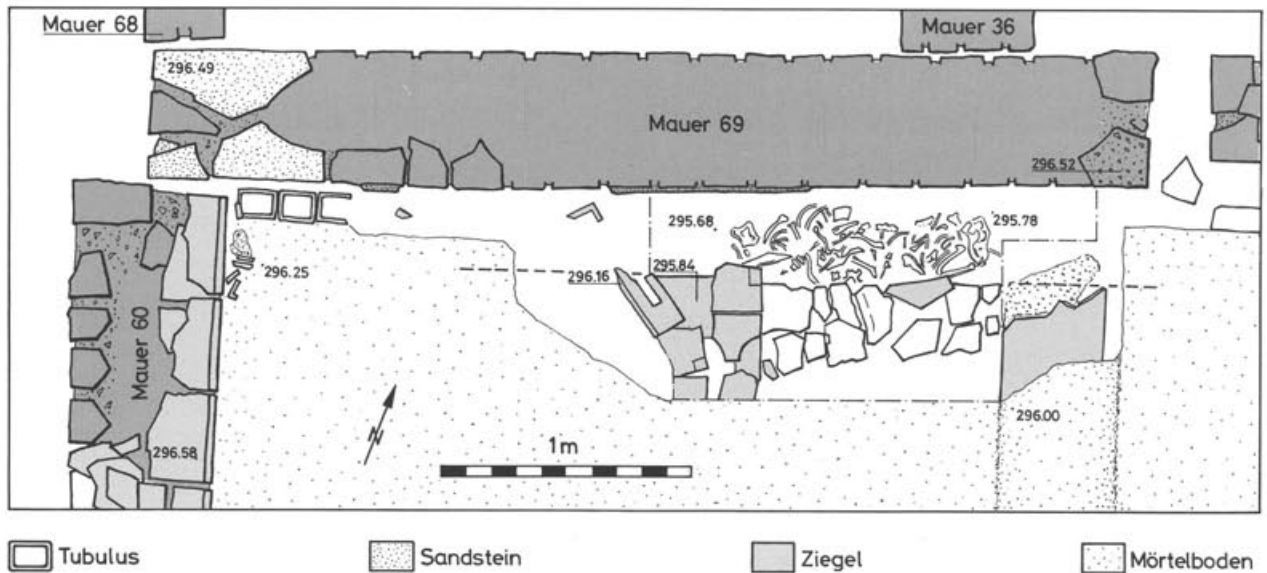 Mauer 68
Mauer 36
296.49
Mauer 69
296.52
295.68
295.78
296.25
296.16
295.84
Mauer 60
296.00
296.58
N
1m
Tubulus
Sandstein
Ziegel
Mörtelboden